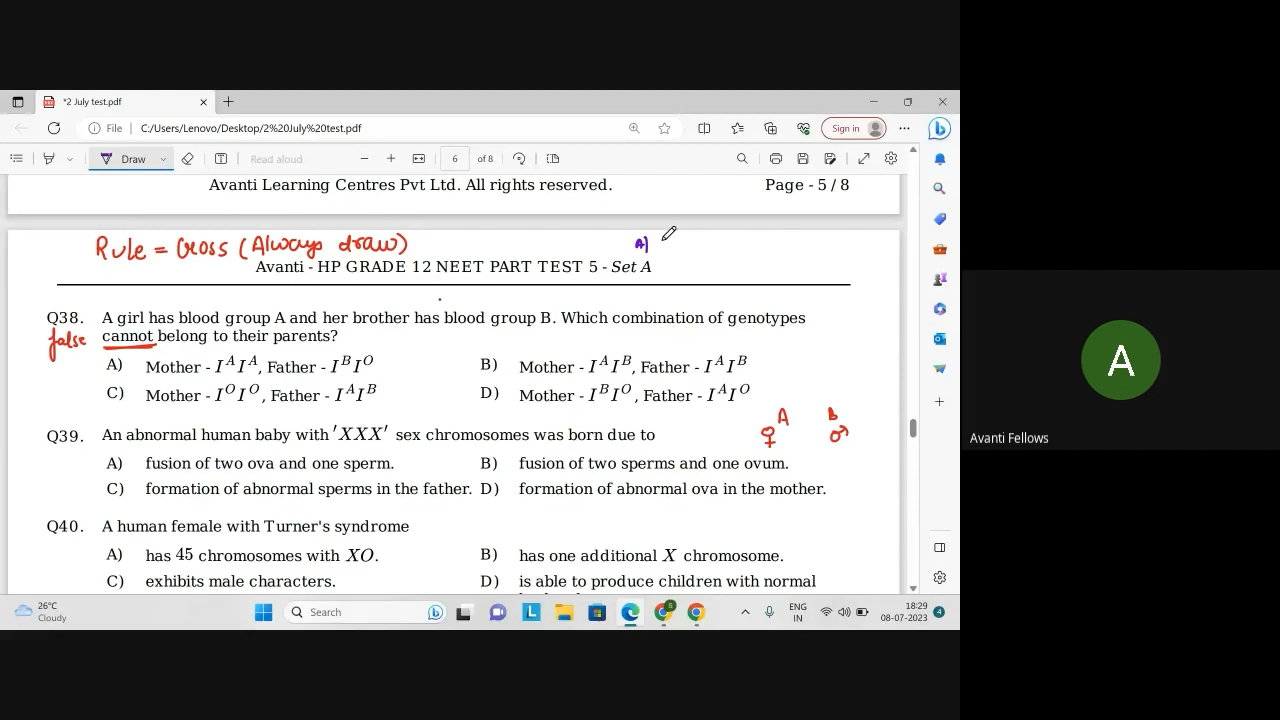 *2 July test.pdf
File
C:/Users/Lenovo/Desktop/2%20July%20test.pdf
Sign in
Draw
Read aloud
6
of 8
Avanti Learning Centres Pvt Ltd. All rights reserved.
Page - 5 / 8
Rule = Cross (Always draw)
A)
Avanti - HP GRADE 12 NEET PART TEST 5 - Set A
Q38. A girl has blood group A and her brother has blood group B. Which combination of genotypes
false
cannot belong to their parents?
A) Mother - I^A I^A, Father - I^B I^O
B) Mother - I^A I^B, Father - I^A I^B
C) Mother - I^O I^O, Father - I^A I^B
D) Mother - I^B I^O, Father - I^A I^O
A B
♀ ♂
Q39. An abnormal human baby with 'XXX' sex chromosomes was born due to
A) fusion of two ova and one sperm.
B) fusion of two sperms and one ovum.
C) formation of abnormal sperms in the father.
D) formation of abnormal ova in the mother.
Q40. A human female with Turner's syndrome
A) has 45 chromosomes with XO.
B) has one additional X chromosome.
C) exhibits male characters.
D) is able to produce children with normal
A
Avanti Fellows
26°C
Cloudy
Search
ENG
IN
18:29
08-07-2023
4